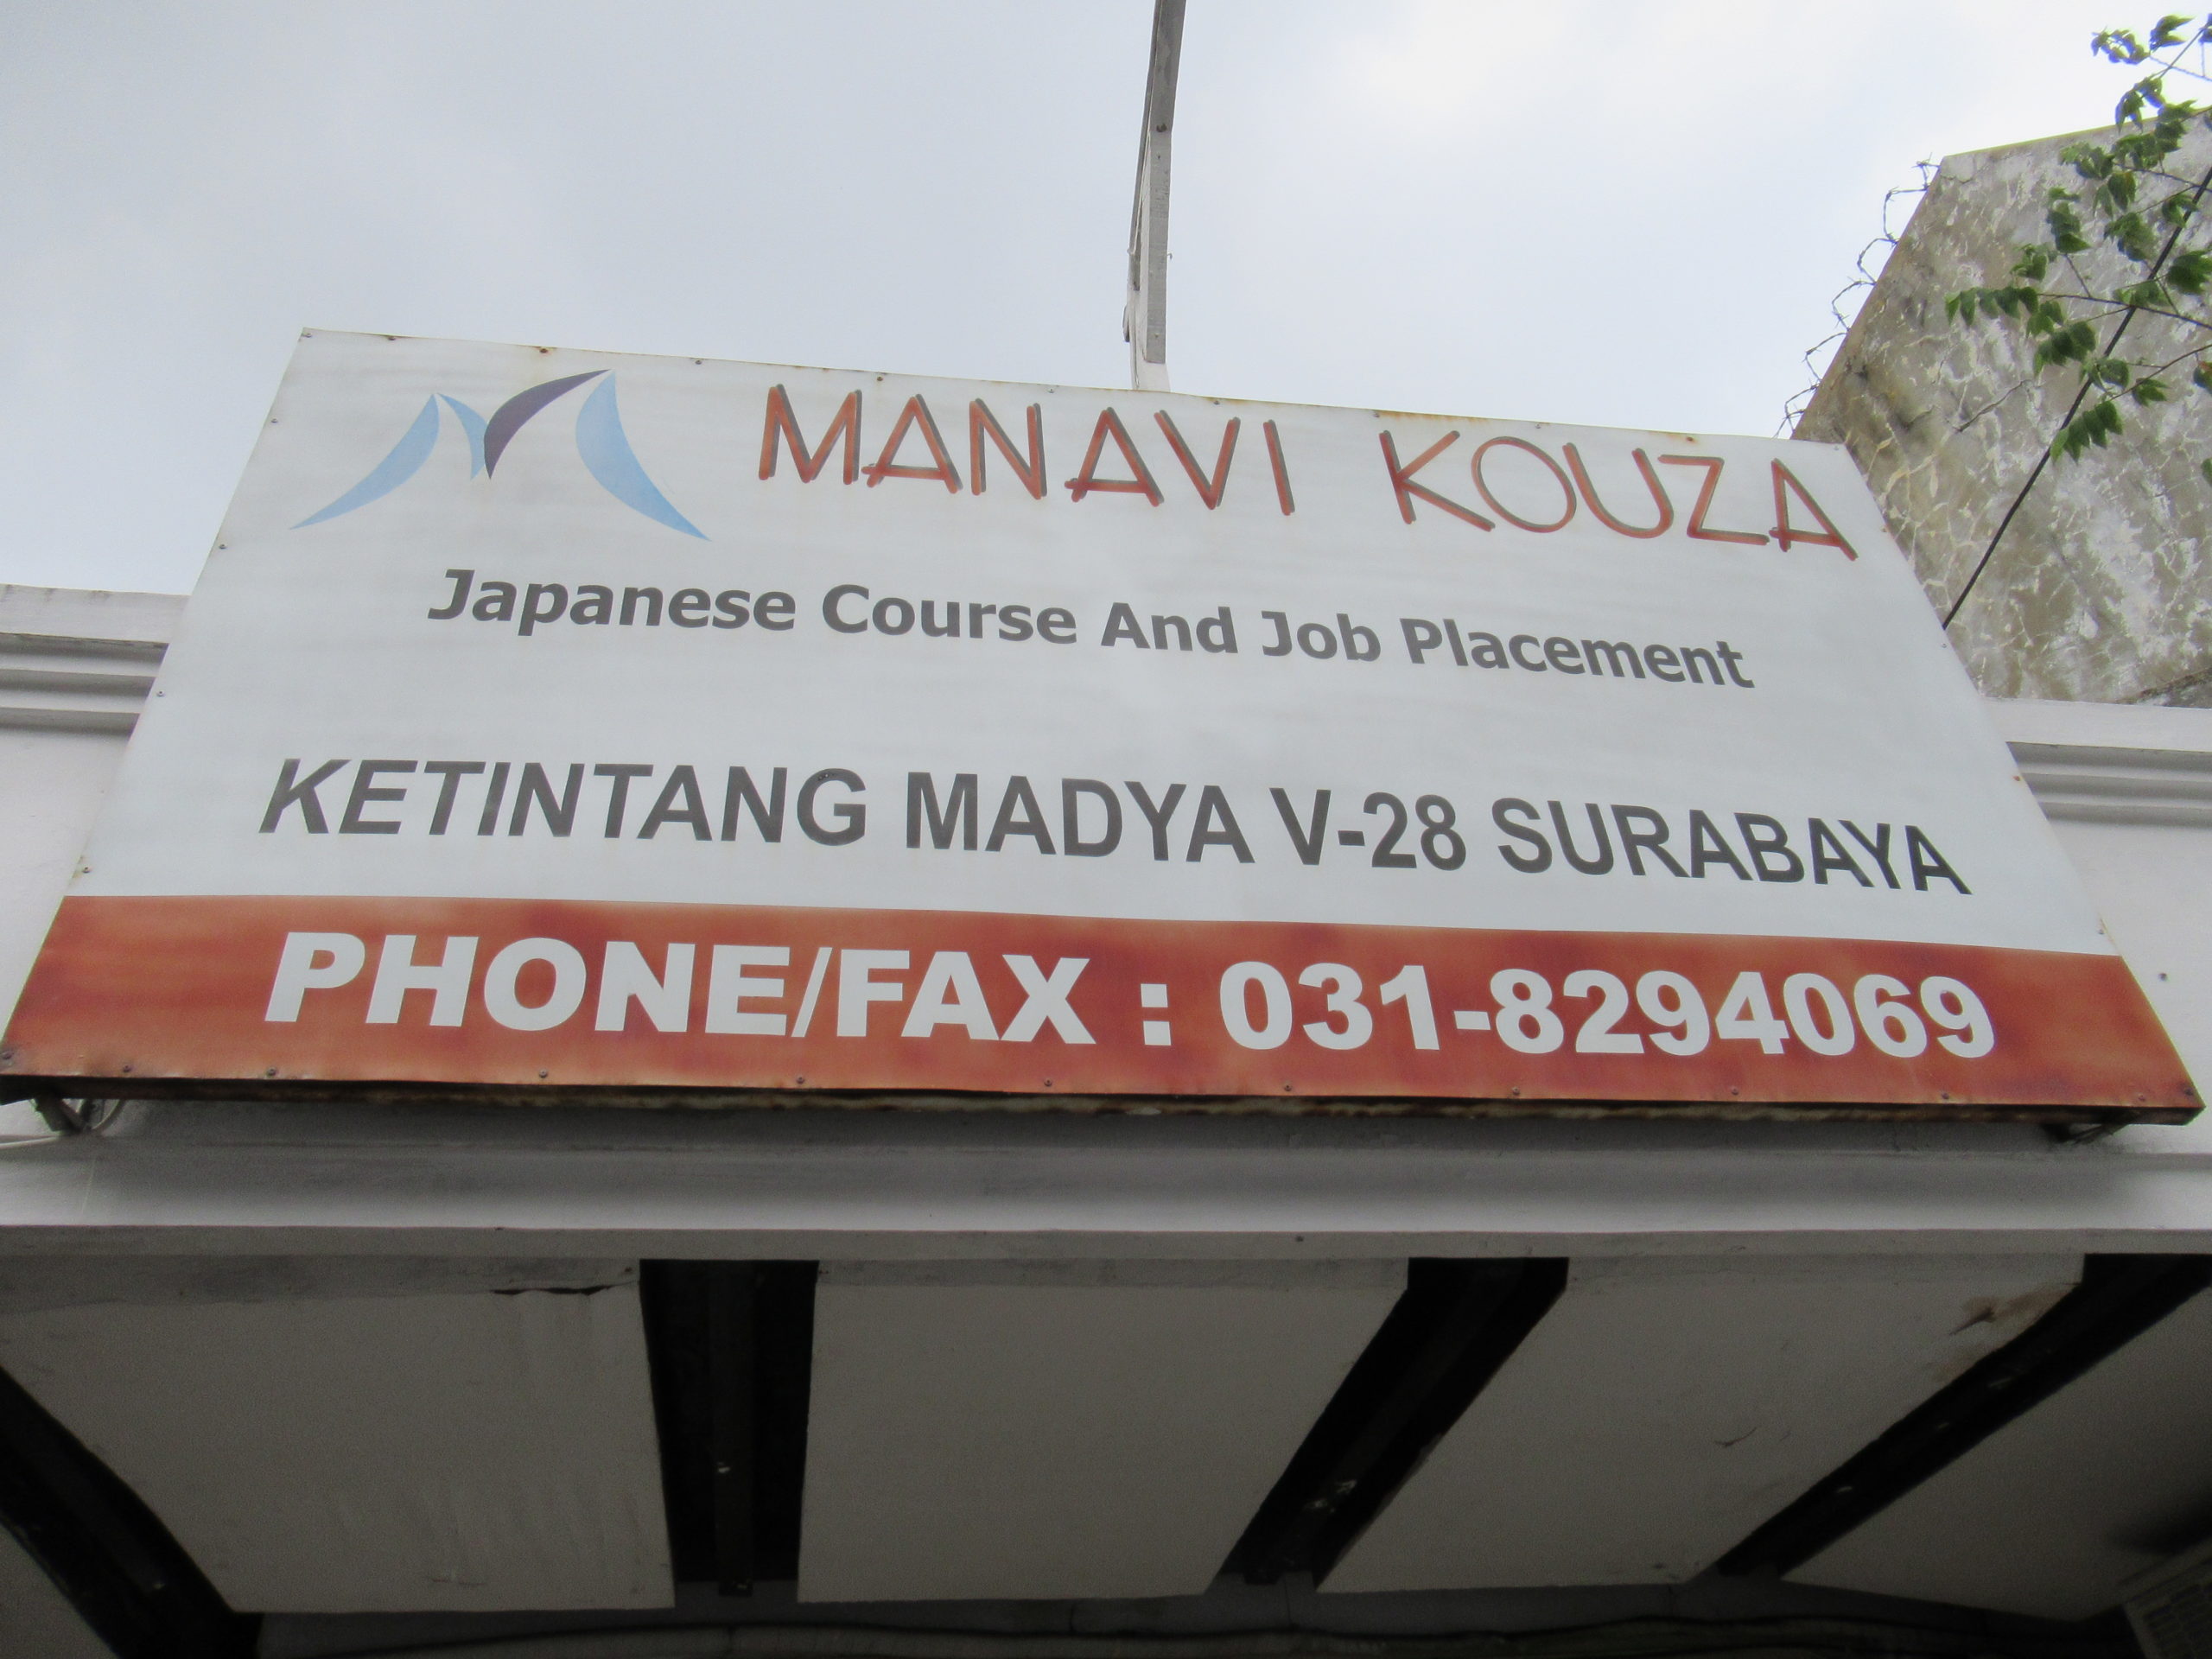 MANAVI KOUZA
Japanese Course And Job Placement
KETINTANG MADYA V-28 SURABAYA
PHONE/FAX : 031-8294069